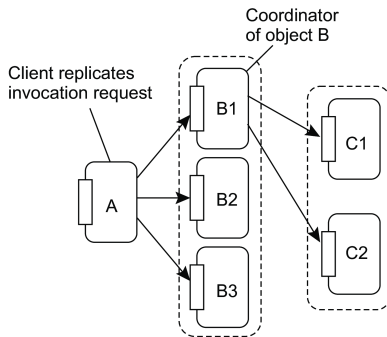 Coordinator
of object B
Client replicates
invocation request
B1
C1
A
B2
C2
B3